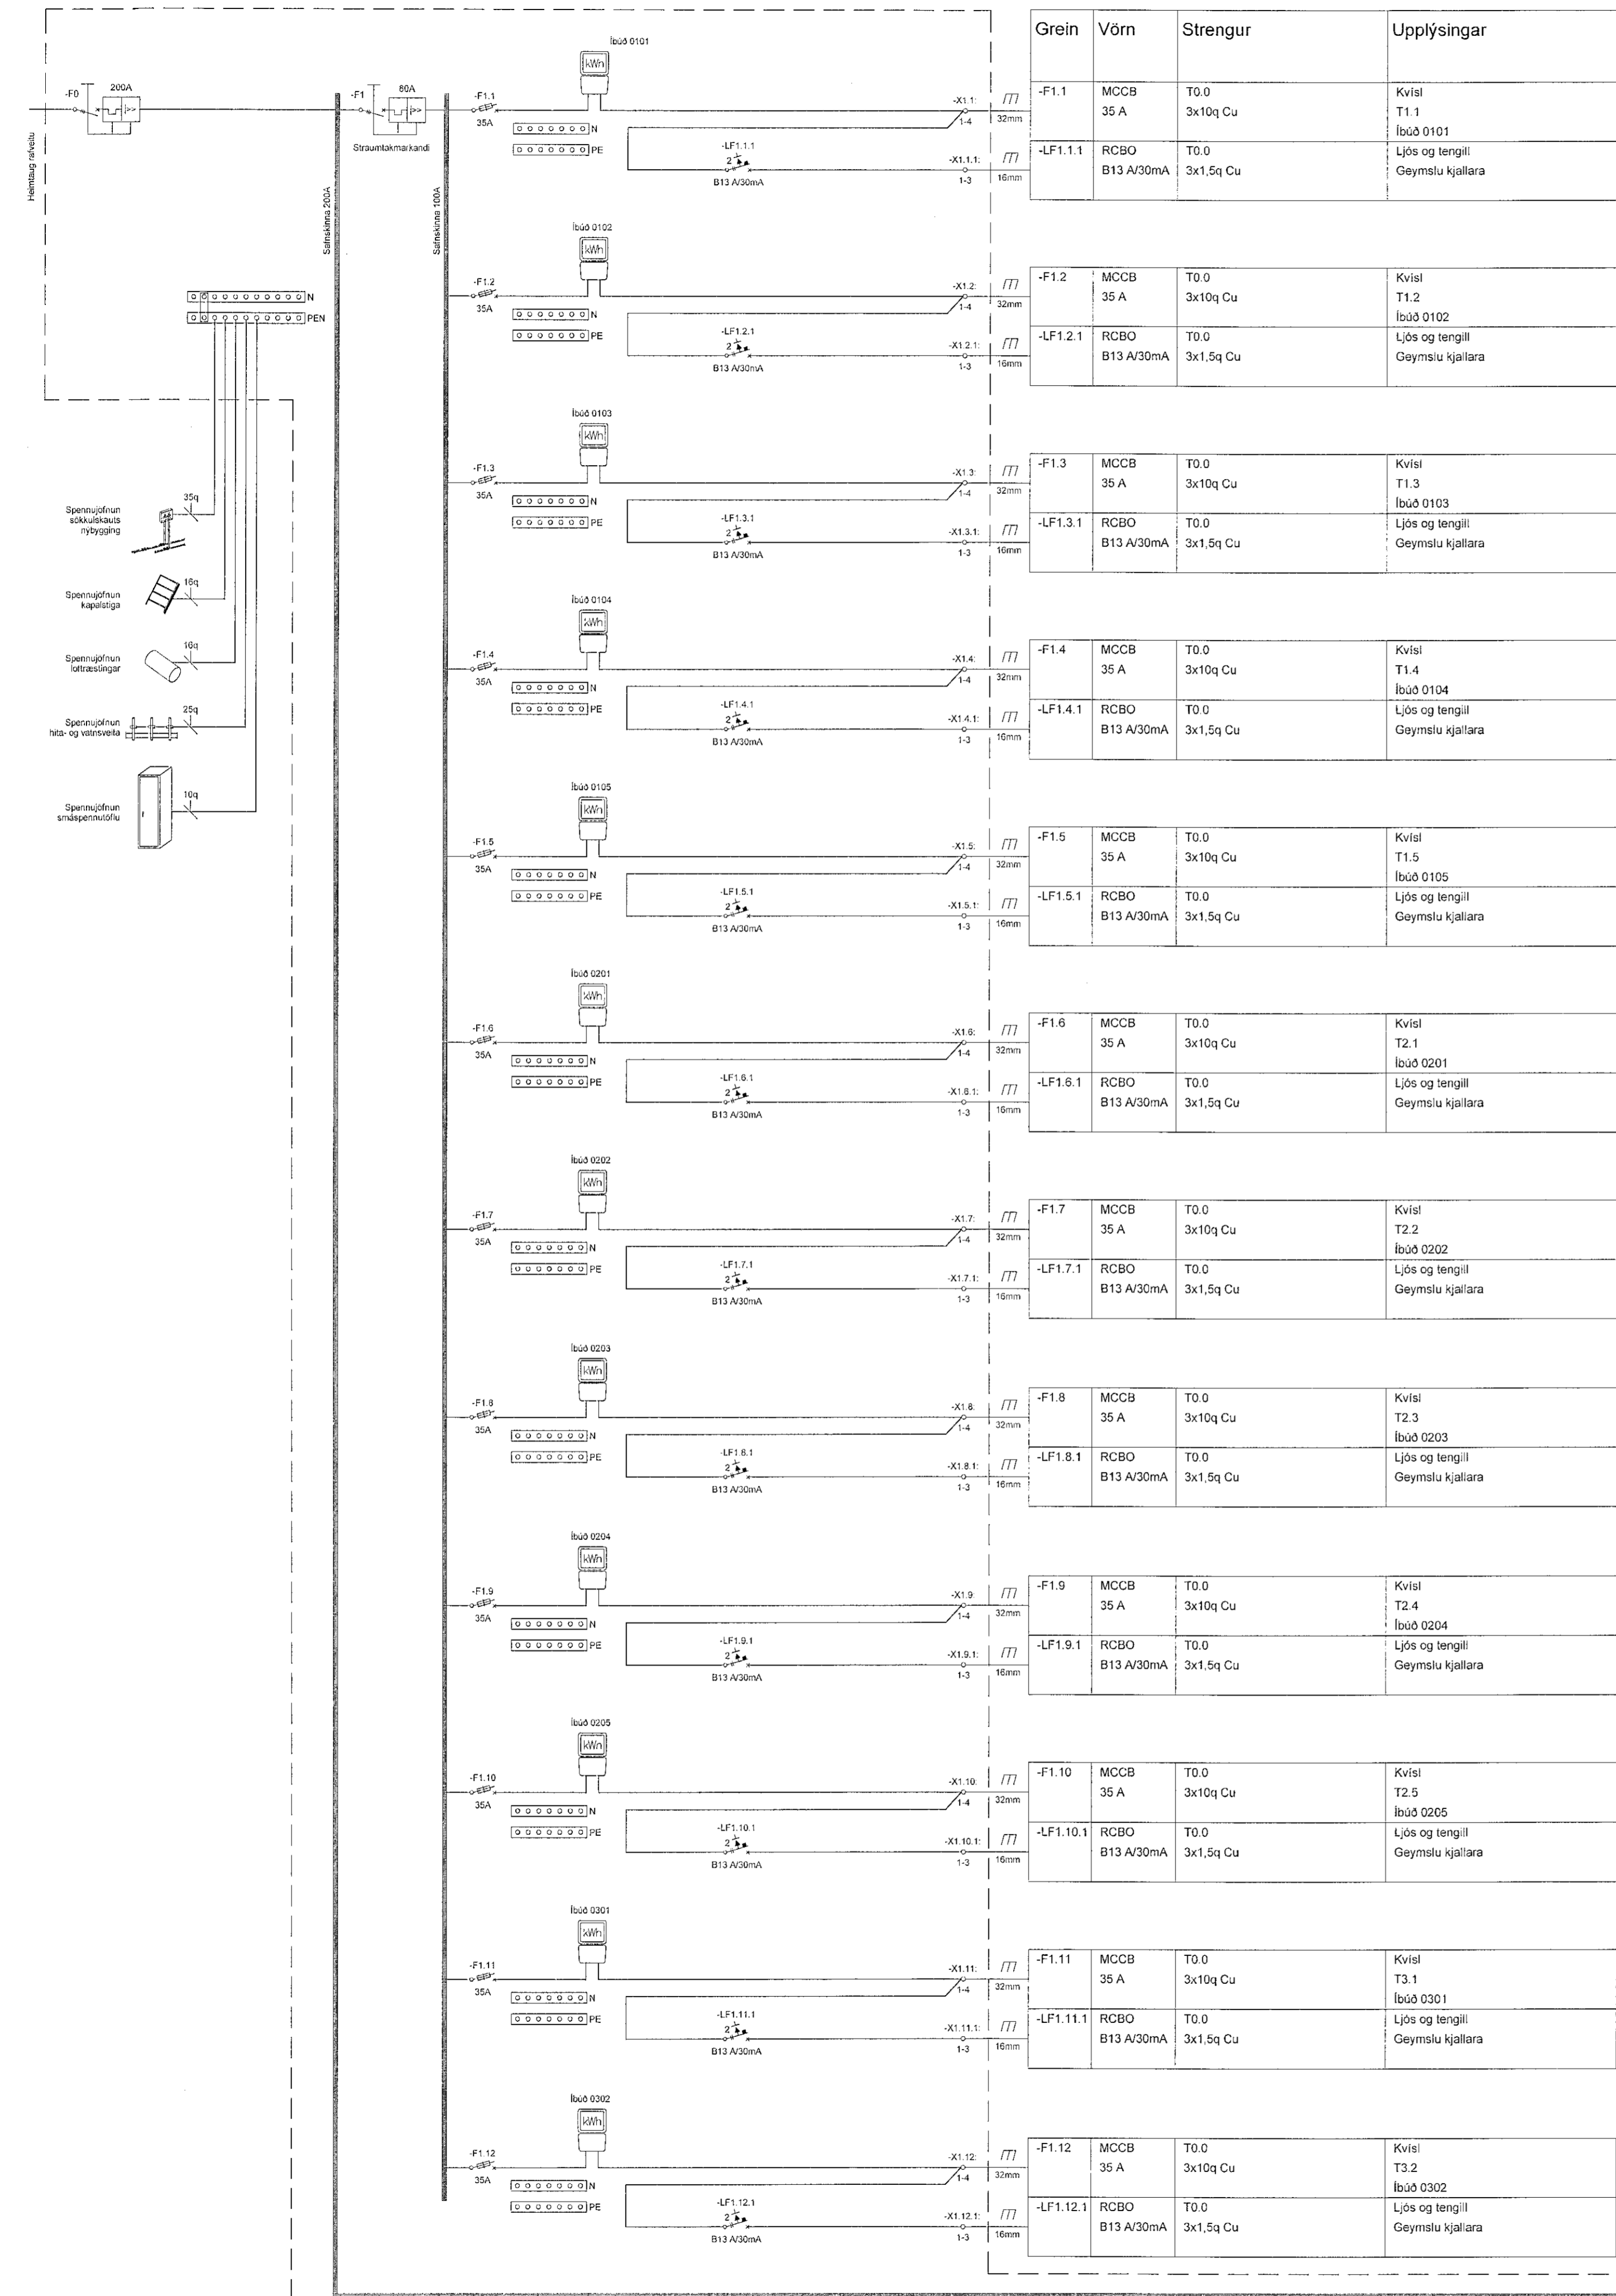 Grein Vörn Strengur Upplýsingar
Heimtaug rafveitu
-F0 200A
-F1 80A
Straumtakmarkandi
Safnskinna 200A
Safnskinna 100A
N
PEN
Spennujöfnun
sökkulskauts
nýbygging
35q
Spennujöfnun
kapalstiga
16q
Spennujöfnun
loftræstingar
16q
Spennujöfnun
hita- og vatnsveita
25q
Spennujöfnun
smáspennutöflu
10q
Íbúð 0101
kWh
-F1.1
35A
N
PE
-X1.1:
1-4
32mm
-LF1.1.1
2
B13 A/30mA
-X1.1.1:
1-3
16mm
-F1.1 MCCB T0.0 Kvísl
35 A 3x10q Cu T1.1
Íbúð 0101
-LF1.1.1 RCBO T0.0 Ljós og tengill
B13 A/30mA 3x1,5q Cu Geymslu kjallara
Íbúð 0102
kWh
-F1.2
35A
N
PE
-X1.2:
1-4
32mm
-LF1.2.1
2
B13 A/30mA
-X1.2.1:
1-3
16mm
-F1.2 MCCB T0.0 Kvísl
35 A 3x10q Cu T1.2
Íbúð 0102
-LF1.2.1 RCBO T0.0 Ljós og tengill
B13 A/30mA 3x1,5q Cu Geymslu kjallara
Íbúð 0103
kWh
-F1.3
35A
N
PE
-X1.3:
1-4
32mm
-LF1.3.1
2
B13 A/30mA
-X1.3.1:
1-3
16mm
-F1.3 MCCB T0.0 Kvísl
35 A 3x10q Cu T1.3
Íbúð 0103
-LF1.3.1 RCBO T0.0 Ljós og tengill
B13 A/30mA 3x1,5q Cu Geymslu kjallara
Íbúð 0104
kWh
-F1.4
35A
N
PE
-X1.4:
1-4
32mm
-LF1.4.1
2
B13 A/30mA
-X1.4.1:
1-3
16mm
-F1.4 MCCB T0.0 Kvísl
35 A 3x10q Cu T1.4
Íbúð 0104
-LF1.4.1 RCBO T0.0 Ljós og tengill
B13 A/30mA 3x1,5q Cu Geymslu kjallara
Íbúð 0105
kWh
-F1.5
35A
N
PE
-X1.5:
1-4
32mm
-LF1.5.1
2
B13 A/30mA
-X1.5.1:
1-3
16mm
-F1.5 MCCB T0.0 Kvísl
35 A 3x10q Cu T1.5
Íbúð 0105
-LF1.5.1 RCBO T0.0 Ljós og tengill
B13 A/30mA 3x1,5q Cu Geymslu kjallara
Íbúð 0201
kWh
-F1.6
35A
N
PE
-X1.6:
1-4
32mm
-LF1.6.1
2
B13 A/30mA
-X1.6.1:
1-3
16mm
-F1.6 MCCB T0.0 Kvísl
35 A 3x10q Cu T2.1
Íbúð 0201
-LF1.6.1 RCBO T0.0 Ljós og tengill
B13 A/30mA 3x1,5q Cu Geymslu kjallara
Íbúð 0202
kWh
-F1.7
35A
N
PE
-X1.7:
1-4
32mm
-LF1.7.1
2
B13 A/30mA
-X1.7.1:
1-3
16mm
-F1.7 MCCB T0.0 Kvísl
35 A 3x10q Cu T2.2
Íbúð 0202
-LF1.7.1 RCBO T0.0 Ljós og tengill
B13 A/30mA 3x1,5q Cu Geymslu kjallara
Íbúð 0203
kWh
-F1.8
35A
N
PE
-X1.8:
1-4
32mm
-LF1.8.1
2
B13 A/30mA
-X1.8.1:
1-3
16mm
-F1.8 MCCB T0.0 Kvísl
35 A 3x10q Cu T2.3
Íbúð 0203
-LF1.8.1 RCBO T0.0 Ljós og tengill
B13 A/30mA 3x1,5q Cu Geymslu kjallara
Íbúð 0204
kWh
-F1.9
35A
N
PE
-X1.9:
1-4
32mm
-LF1.9.1
2
B13 A/30mA
-X1.9.1:
1-3
16mm
-F1.9 MCCB T0.0 Kvísl
35 A 3x10q Cu T2.4
Íbúð 0204
-LF1.9.1 RCBO T0.0 Ljós og tengill
B13 A/30mA 3x1,5q Cu Geymslu kjallara
Íbúð 0205
kWh
-F1.10
35A
N
PE
-X1.10:
1-4
32mm
-LF1.10.1
2
B13 A/30mA
-X1.10.1:
1-3
16mm
-F1.10 MCCB T0.0 Kvísl
35 A 3x10q Cu T2.5
Íbúð 0205
-LF1.10.1 RCBO T0.0 Ljós og tengill
B13 A/30mA 3x1,5q Cu Geymslu kjallara
Íbúð 0301
kWh
-F1.11
35A
N
PE
-X1.11:
1-4
32mm
-LF1.11.1
2
B13 A/30mA
-X1.11.1:
1-3
16mm
-F1.11 MCCB T0.0 Kvísl
35 A 3x10q Cu T3.1
Íbúð 0301
-LF1.11.1 RCBO T0.0 Ljós og tengill
B13 A/30mA 3x1,5q Cu Geymslu kjallara
Íbúð 0302
kWh
-F1.12
35A
N
PE
-X1.12:
1-4
32mm
-LF1.12.1
2
B13 A/30mA
-X1.12.1:
1-3
16mm
-F1.12 MCCB T0.0 Kvísl
35 A 3x10q Cu T3.2
Íbúð 0302
-LF1.12.1 RCBO T0.0 Ljós og tengill
B13 A/30mA 3x1,5q Cu Geymslu kjallara